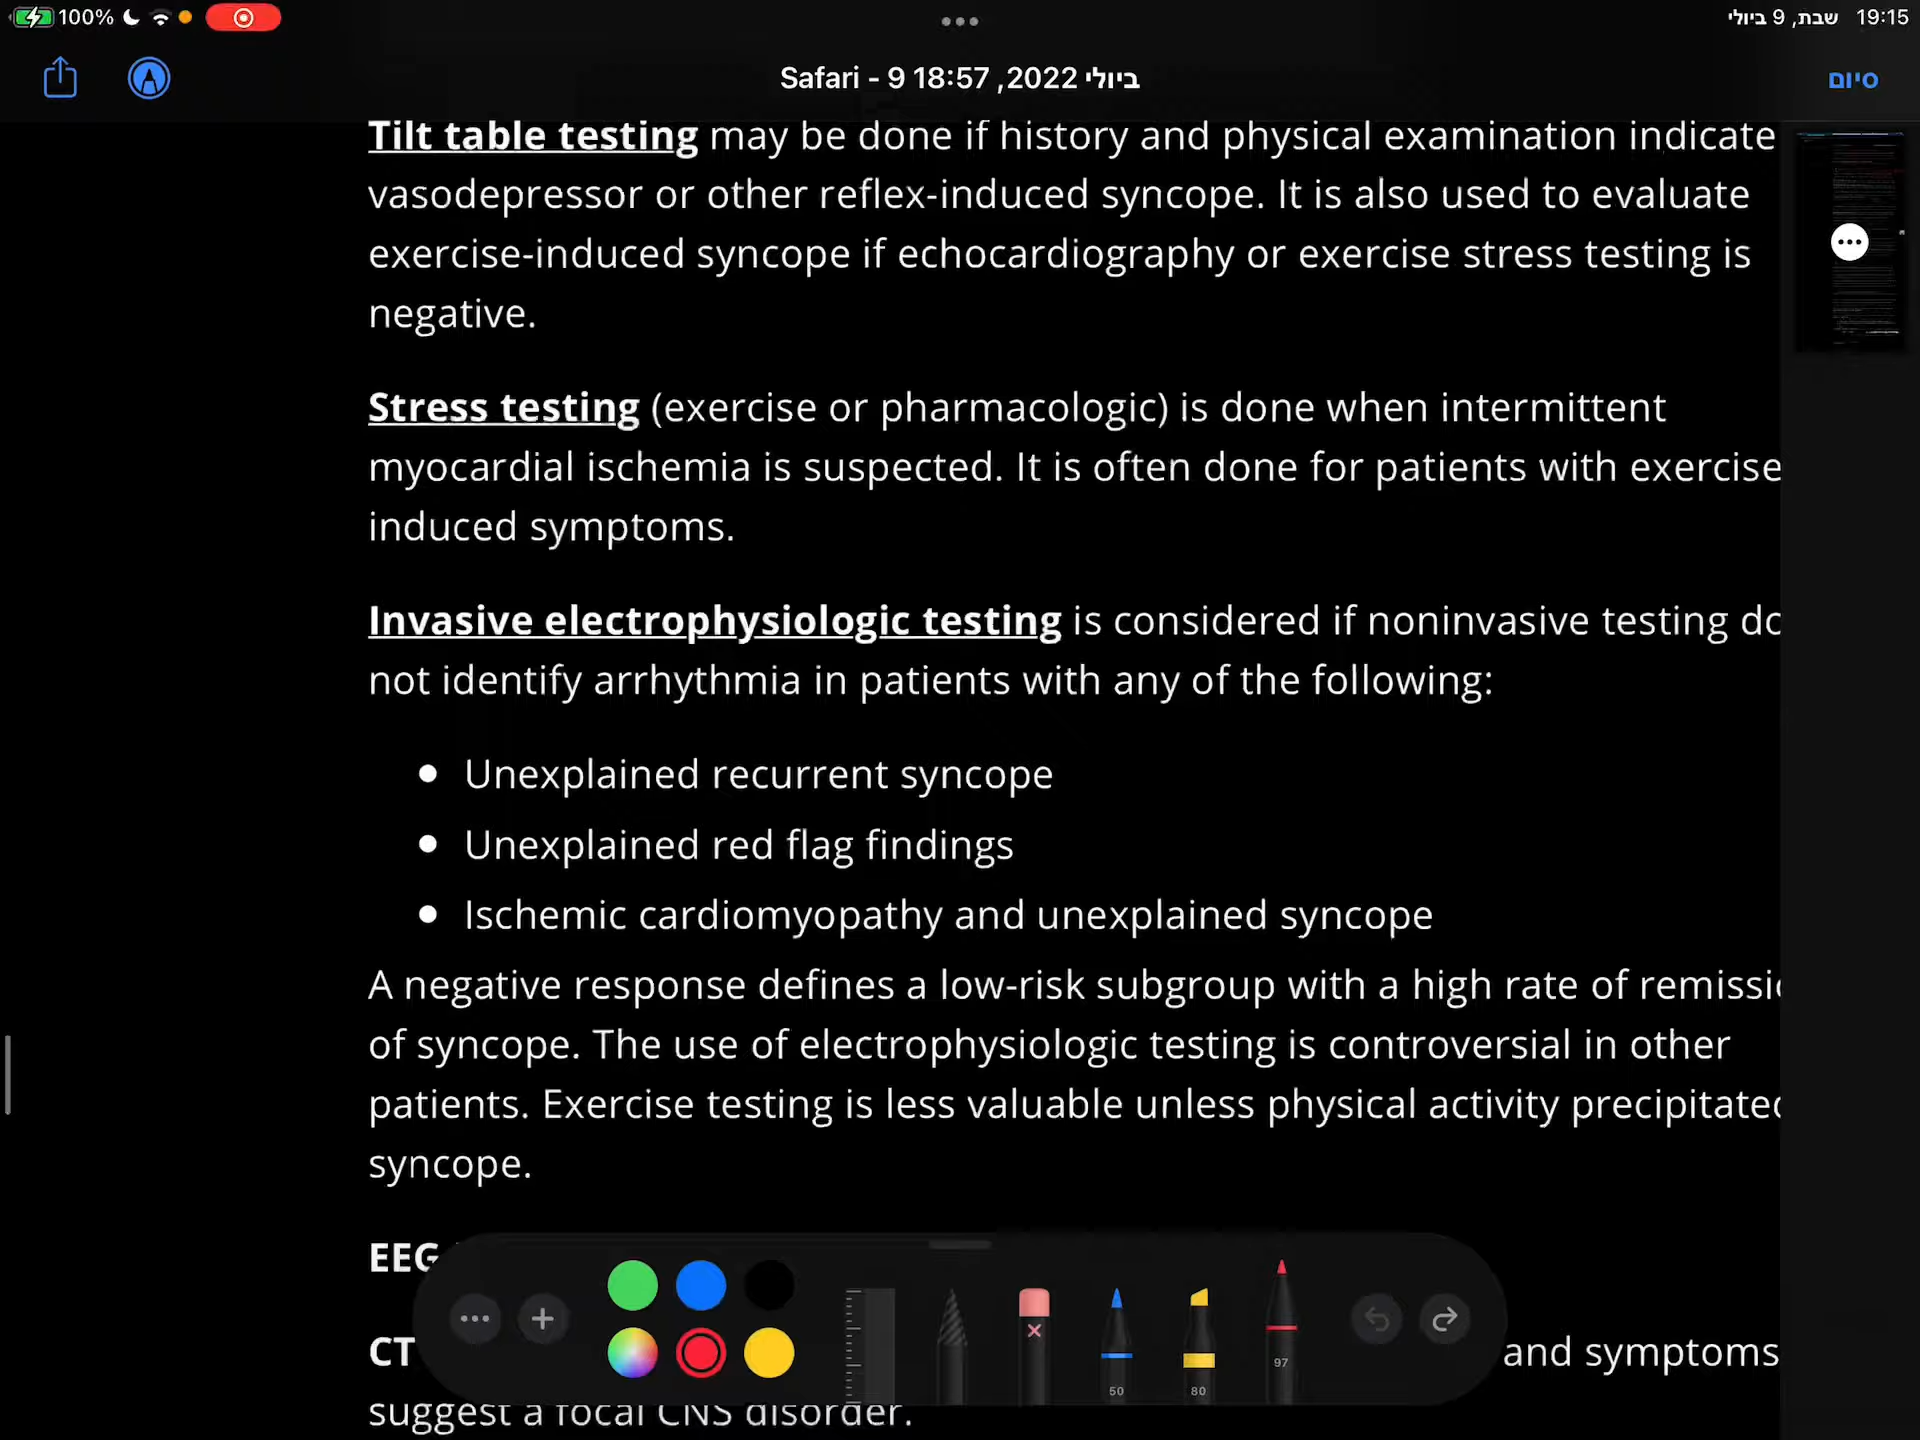 100%
שבת, 9 ביולי 19:15
Safari - 9 ביולי 2022, 18:57
סיום
Tilt table testing may be done if history and physical examination indicate
vasodepressor or other reflex-induced syncope. It is also used to evaluate
exercise-induced syncope if echocardiography or exercise stress testing is
negative.
Stress testing (exercise or pharmacologic) is done when intermittent
myocardial ischemia is suspected. It is often done for patients with exercise
induced symptoms.
Invasive electrophysiologic testing is considered if noninvasive testing do
not identify arrhythmia in patients with any of the following:
• Unexplained recurrent syncope
• Unexplained red flag findings
• Ischemic cardiomyopathy and unexplained syncope
A negative response defines a low-risk subgroup with a high rate of remissi
of syncope. The use of electrophysiologic testing is controversial in other
patients. Exercise testing is less valuable unless physical activity precipitated
syncope.
EEG
CT and symptoms
suggest a focal CNS disorder.
50 80 97